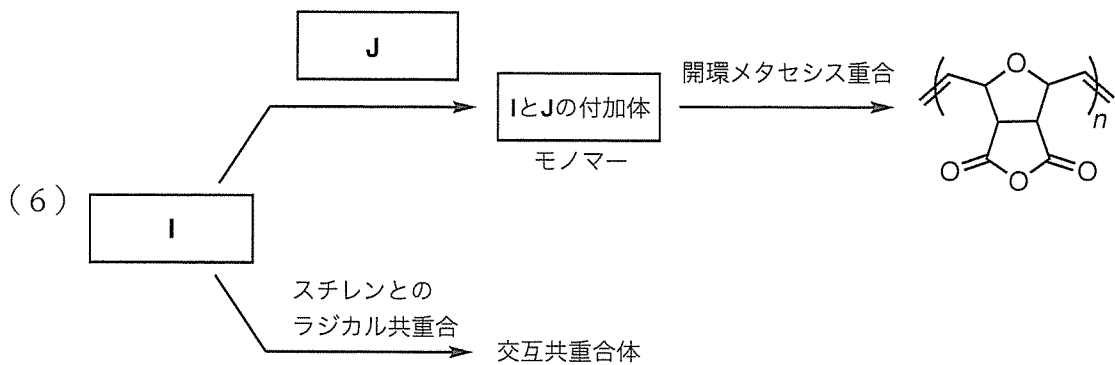 J
開環メタセシス重合
IとJの付加体
モノマー
O
n
O
O
O
(6)
I
スチレンとの
ラジカル共重合
交互共重合体